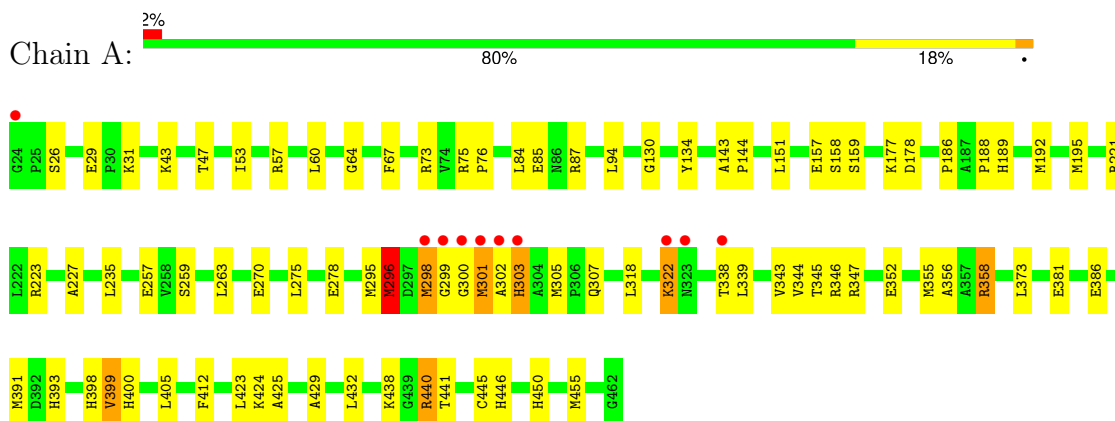 2%
Chain A:
80% 18% •
G24 P25 S26 E29 P30 K31 K43 T47 I53 R57 L60 G64 F67 R73 V74 R75 P76 L84 E85 N86 R87 L94 G130 Y134 A143 P144 L151 E157 S158 S159 K177 D178 P186 A187 P188 H189 M192 M195
L222 R223 A227 L235 E257 V258 S259 L263 E270 L275 E278 M295 M296 D297 M298 G299 G300 M301 A302 H303 A304 M305 P306 Q307 L318 K322 N323 T338 L339 V343 V344 T345 R346 R347 E352 M355 A356 A357 R358 L373 E381 E386
M391 D392 H393 H398 V399 H400 L405 F412 L423 K424 A425 A429 L432 K438 G439 R440 T441 C445 H446 H450 M455 G462